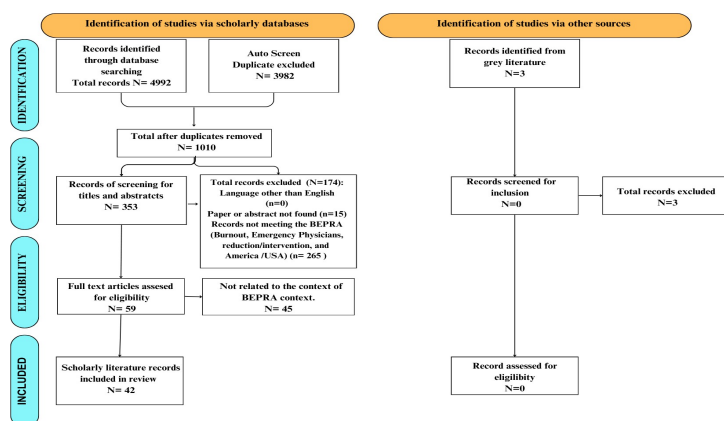 Identification of studies via scholarly databases
Identification of studies via other sources
IDENTFICATION
Records identified
through database
searching
Total records N= 4992
Auto Screen
Duplicate excluded
N= 3982
Records identified from
grey literature
N=3
Total after duplicates removed
N= 1010
SCREENING
Records of screening for
titles and abstratcts
N= 353
Total records excluded (N=174):
Language other than English
(n=0)
Paper or abstract not found (n=15)
Records not meeting the BEPRA
(Burnout, Emergency Physicians,
reduction/intervention, and
America /USA) (n= 265 )
Records screened for
inclusion
N=0
Total records excluded
N=3
ELIGIBILITY
Full text articles assesed
for eligibility
N= 59
Not related to the context of
BEPRA context.
N= 45
INCLUDED
Scholarly literature records
included in review
N= 42
Record assessed for
eligilibity
N=0